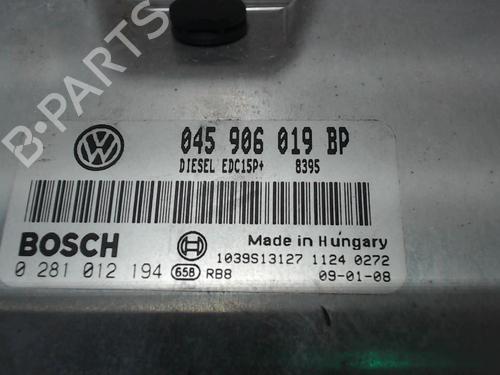 B-PARTS
045 906 019 BP
DIESEL EDC15P+ 8395
BOSCH
Made in Hungary
1039S13127 1124 0272
0 281 012 194 658 RB8 09-01-08